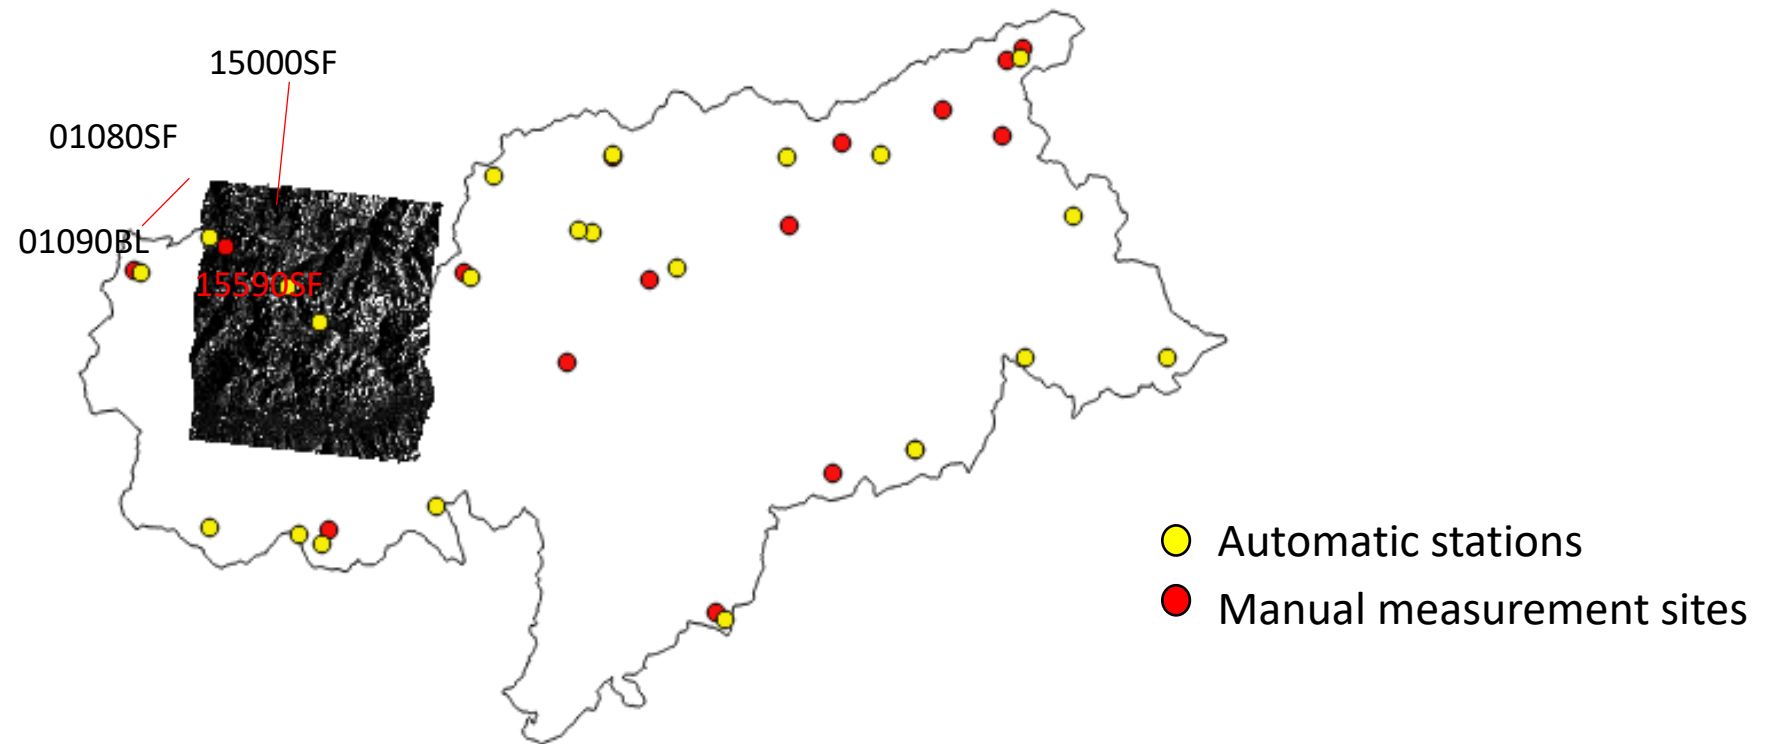 15000SF
01080SF
01090BL
15590SF
Automatic stations
Manual measurement sites